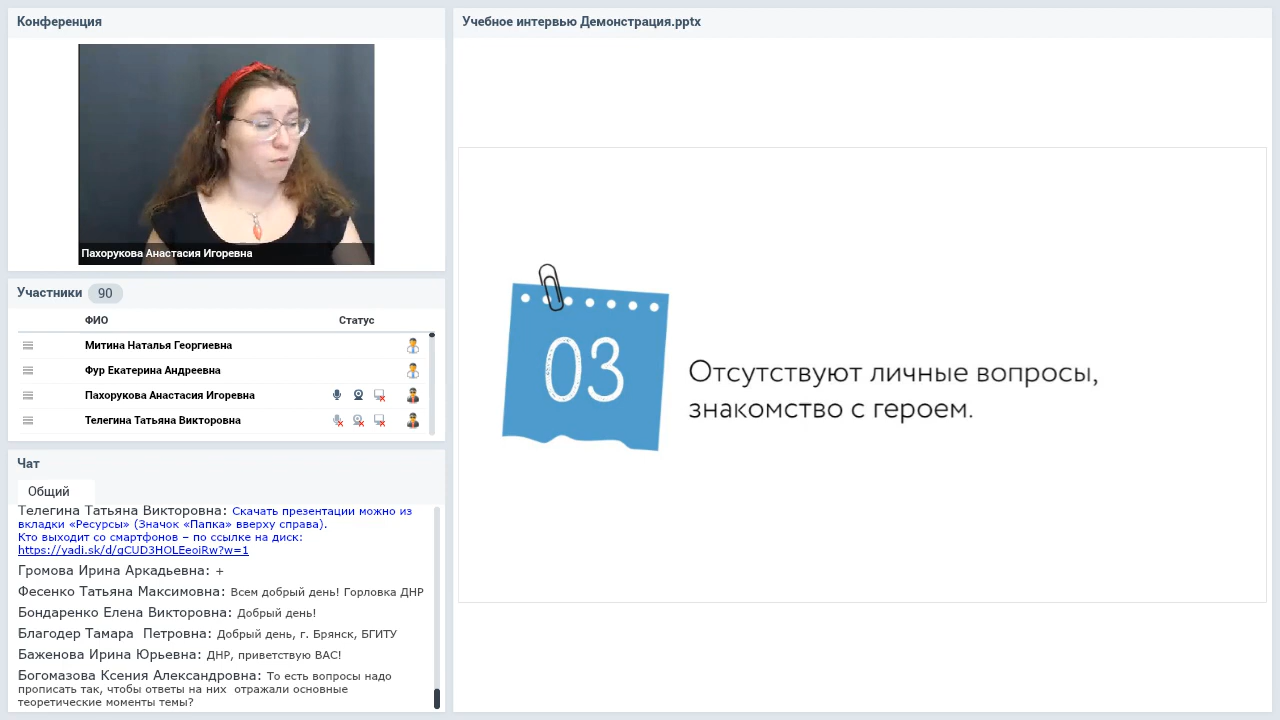 Конференция
Пахорукова Анастасия Игоревна
Участники 90
ФИО Статус
Митина Наталья Георгиевна
Фур Екатерина Андреевна
Пахорукова Анастасия Игоревна
Телегина Татьяна Викторовна
Чат
Общий
Телегина Татьяна Викторовна: Скачать презентации можно из
вкладки «Ресурсы» (Значок «Папка» вверху справа).
Кто выходит со смартфонов – по ссылке на диск:
https://yadi.sk/d/gCUD3HOLEeoiRw?w=1
Громова Ирина Аркадьевна: +
Фесенко Татьяна Максимовна: Всем добрый день! Горловка ДНР
Бондаренко Елена Викторовна: Добрый день!
Благодер Тамара Петровна: Добрый день, г. Брянск, БГИТУ
Баженова Ирина Юрьевна: ДНР, приветствую ВАС!
Богомазова Ксения Александровна: То есть вопросы надо
прописать так, чтобы ответы на них отражали основные
теоретические моменты темы?
Учебное интервью Демонстрация.pptx
03
Отсутствуют личные вопросы,
знакомство с героем.